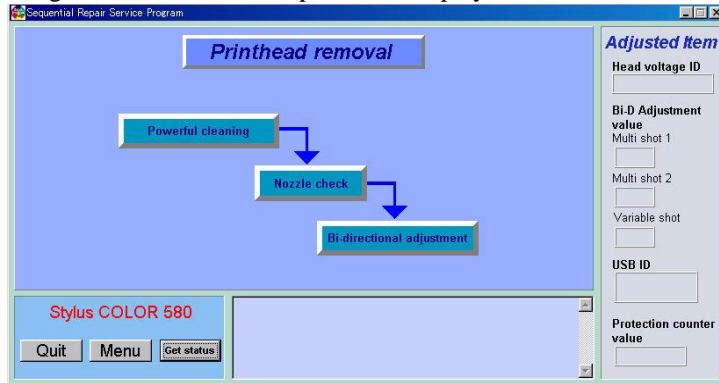 Sequential Repair Service Program
Printhead removal
Powerful cleaning
Nozzle check
Bi-directional adjustment
Adjusted Item
Head voltage ID
Bi-D Adjustment
value
Multi shot 1
Multi shot 2
Variable shot
USB ID
Protection counter
value
Stylus COLOR 580
Quit
Menu
Get status